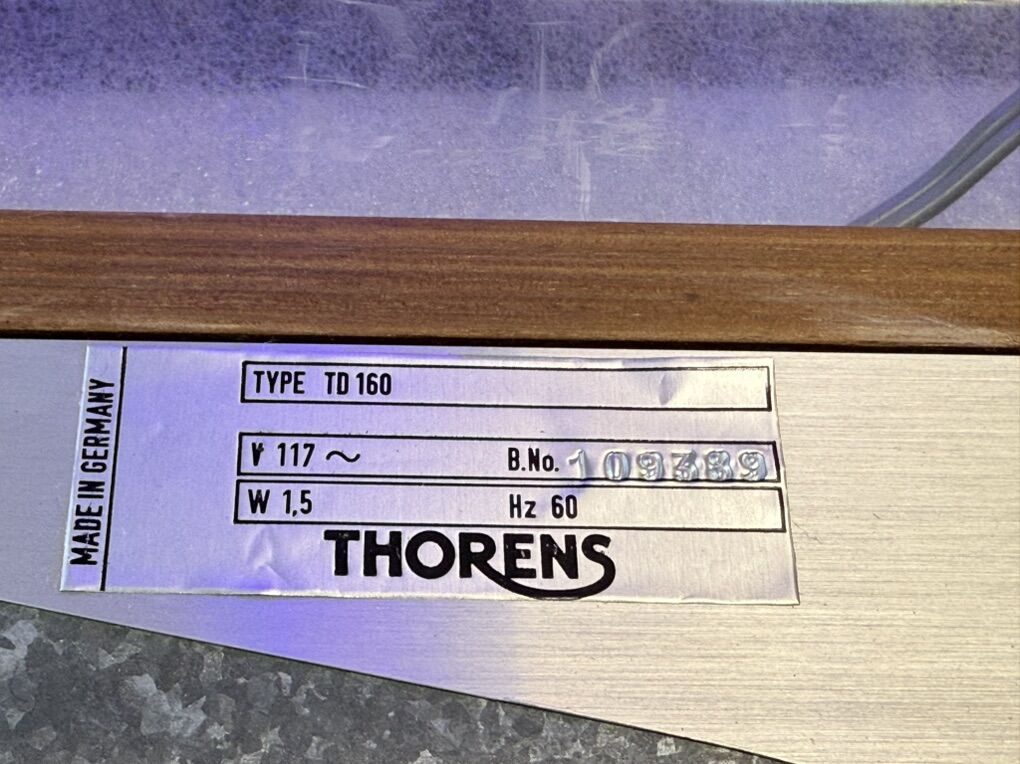 MADE IN GERMANY
TYPE TD 160
V 117 ~
B.No. 109389
W 1,5
Hz 60
THORENS